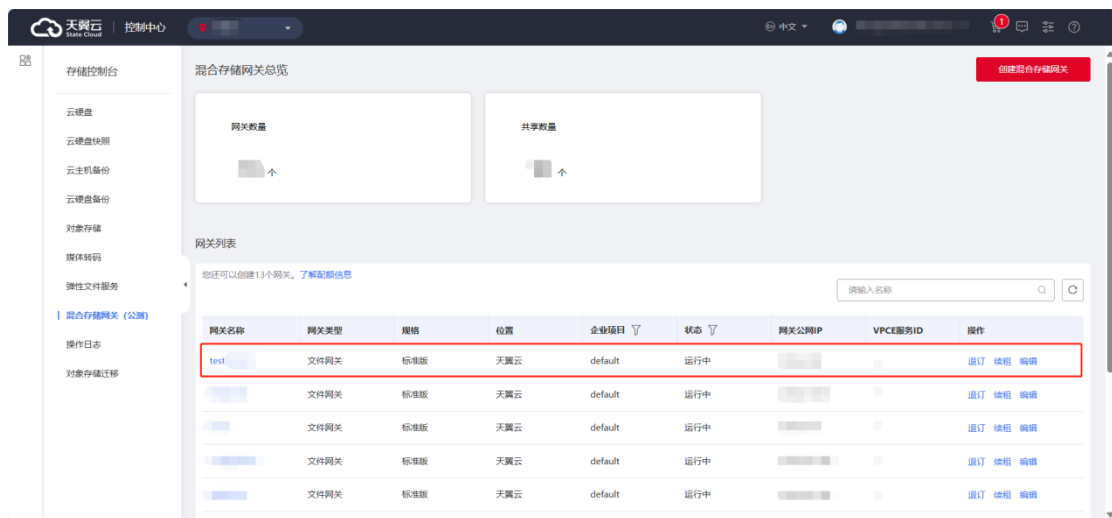 天翼云 State Cloud 控制中心 中文 1
存储控制台
云硬盘
云硬盘快照
云主机备份
云硬盘备份
对象存储
媒体转码
弹性文件服务
混合存储网关（公测）
操作日志
对象存储迁移
混合存储网关总览 创建混合存储网关
网关数量 共享数量
个 个
网关列表
您还可以创建13个网关。了解配额信息
请输入名称
网关名称 网关类型 规格 位置 企业项目 状态 网关公网IP VPCE服务ID 操作
test 文件网关 标准版 天翼云 default 运行中 退订 续租 编辑
文件网关 标准版 天翼云 default 运行中 退订 续租 编辑
文件网关 标准版 天翼云 default 运行中 退订 续租 编辑
文件网关 标准版 天翼云 default 运行中 退订 续租 编辑
文件网关 标准版 天翼云 default 运行中 退订 续租 编辑